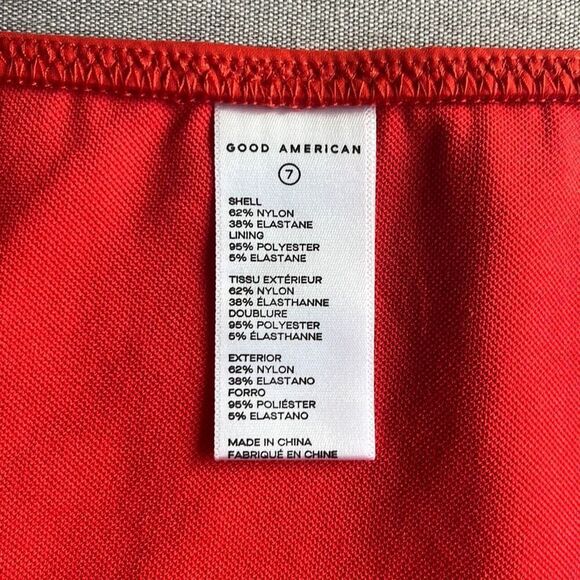 GOOD AMERICAN
7
SHELL
62% NYLON
38% ELASTANE
LINING
95% POLYESTER
5% ELASTANE
TISSU EXTÉRIEUR
62% NYLON
38% ÉLASTHANNE
DOUBLURE
95% POLYESTER
5% ÉLASTHANNE
EXTERIOR
62% NYLON
38% ELASTANO
FORRO
95% POLIÉSTER
5% ELASTANO
MADE IN CHINA
FABRIQUÉ EN CHINE